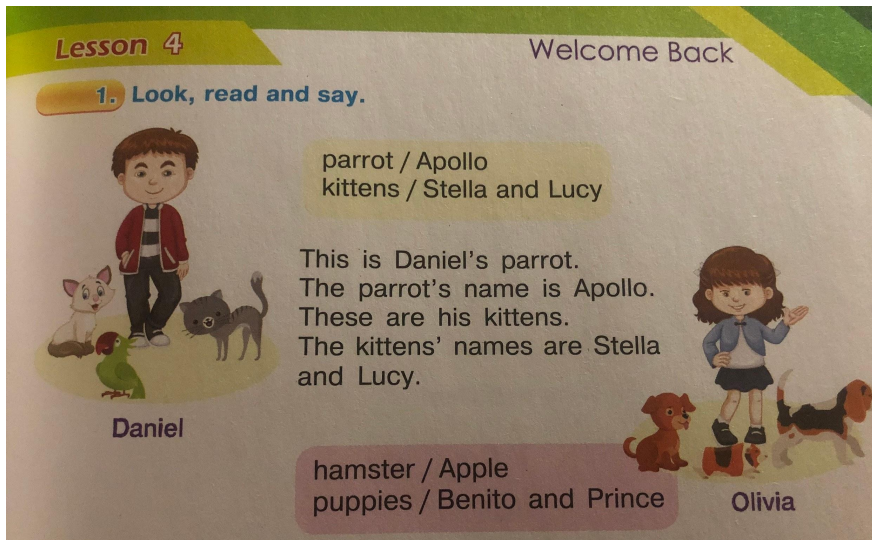 Lesson 4
Welcome Back
1. Look, read and say.
parrot / Apollo
kittens / Stella and Lucy
This is Daniel's parrot.
The parrot's name is Apollo.
These are his kittens.
The kittens' names are Stella
and Lucy.
Daniel
hamster / Apple
puppies / Benito and Prince
Olivia